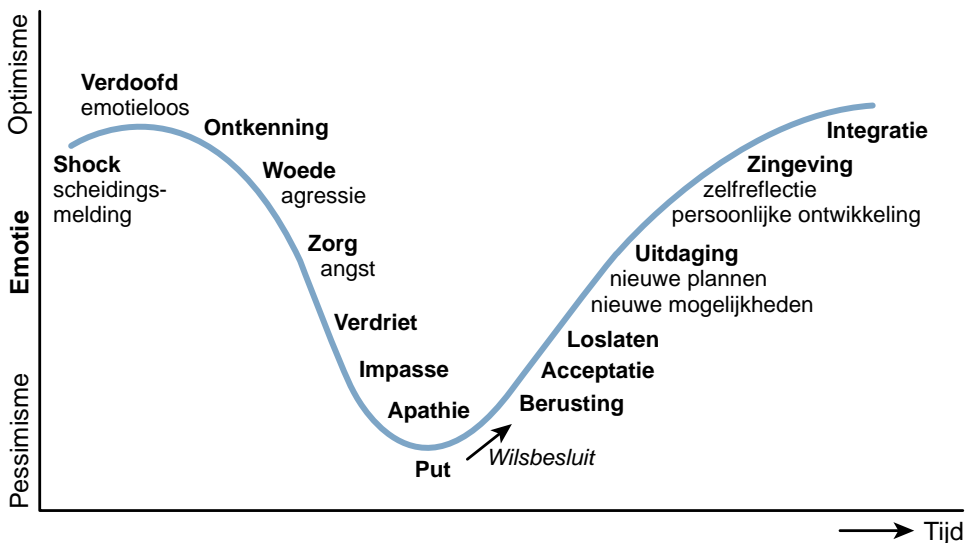 Optimisme
Emotie
Pessimisme
Verdoofd
emotieloos
Ontkenning
Shock
scheidings-
melding
Woede
agressie
Zorg
angst
Verdriet
Impasse
Apathie
Put
Wilsbesluit
Berusting
Acceptatie
Loslaten
Uitdaging
nieuwe plannen
nieuwe mogelijkheden
Zingeving
zelfreflectie
persoonlijke ontwikkeling
Integratie
Tijd